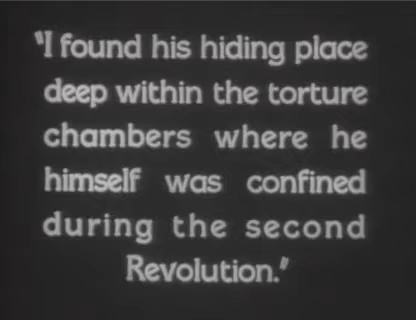 "I found his hiding place
deep within the torture
chambers where he
himself was confined
during the second
Revolution."